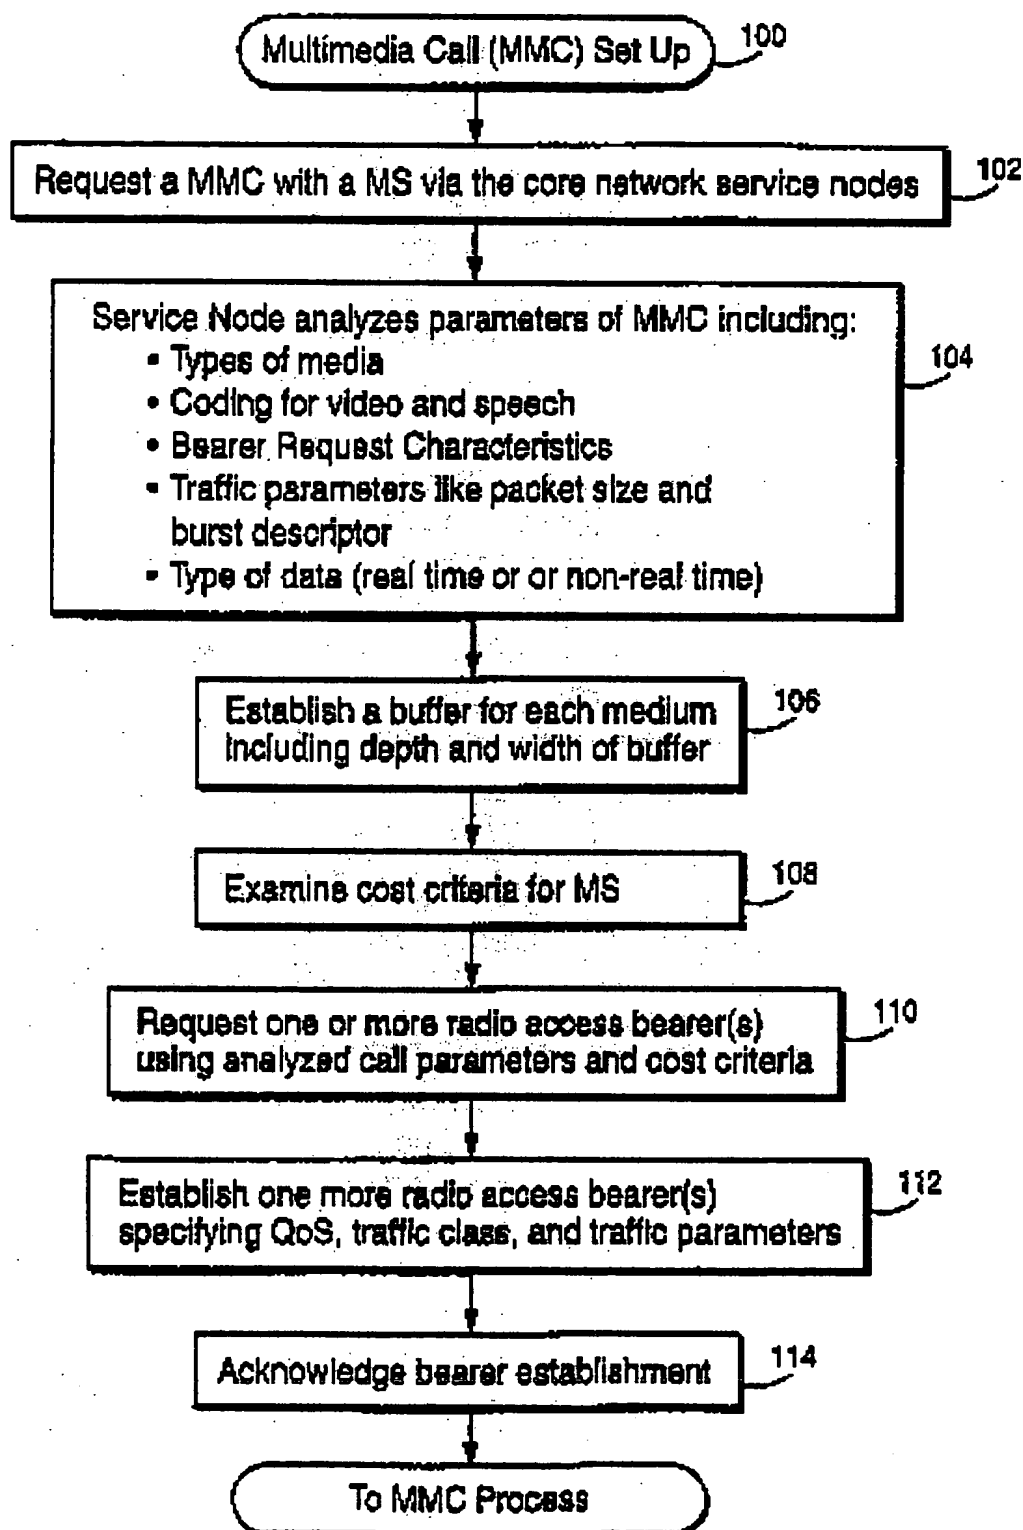 Multimedia Call (MMC) Set Up
100
Request a MMC with a MS via the core network service nodes
102
Service Node analyzes parameters of MMC including:
• Types of media
• Coding for video and speech
• Bearer Request Characteristics
• Traffic parameters like packet size and
burst descriptor
• Type of data (real time or or non-real time)
104
Establish a buffer for each medium
including depth and width of buffer
106
Examine cost criteria for MS
108
Request one or more radio access bearer(s)
using analyzed call parameters and cost criteria
110
Establish one more radio access bearer(s)
specifying QoS, traffic class, and traffic parameters
112
Acknowledge bearer establishment
114
To MMC Process